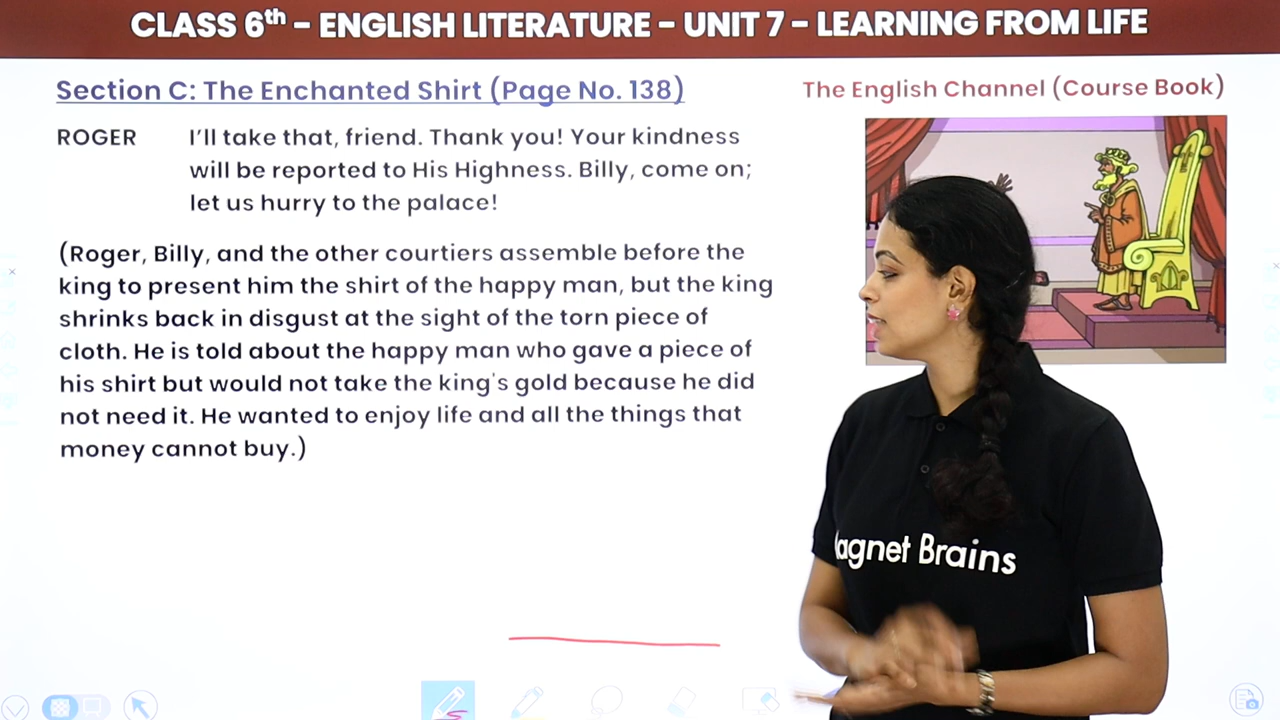 CLASS 6th – ENGLISH LITERATURE – UNIT 7 – LEARNING FROM LIFE
Section C: The Enchanted Shirt (Page No. 138)
The English Channel (Course Book)
ROGER I'll take that, friend. Thank you! Your kindness
will be reported to His Highness. Billy, come on;
let us hurry to the palace!
(Roger, Billy, and the other courtiers assemble before the
king to present him the shirt of the happy man, but the king
shrinks back in disgust at the sight of the torn piece of
cloth. He is told about the happy man who gave a piece of
his shirt but would not take the king's gold because he did
not need it. He wanted to enjoy life and all the things that
money cannot buy.)
agnet Brains